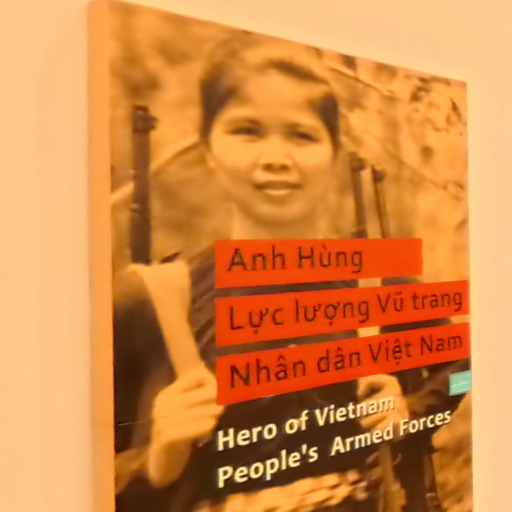 Anh Hùng
Lực lượng Vũ trang
Nhân dân Việt Nam
Hero of Vietnam
People's Armed Forces